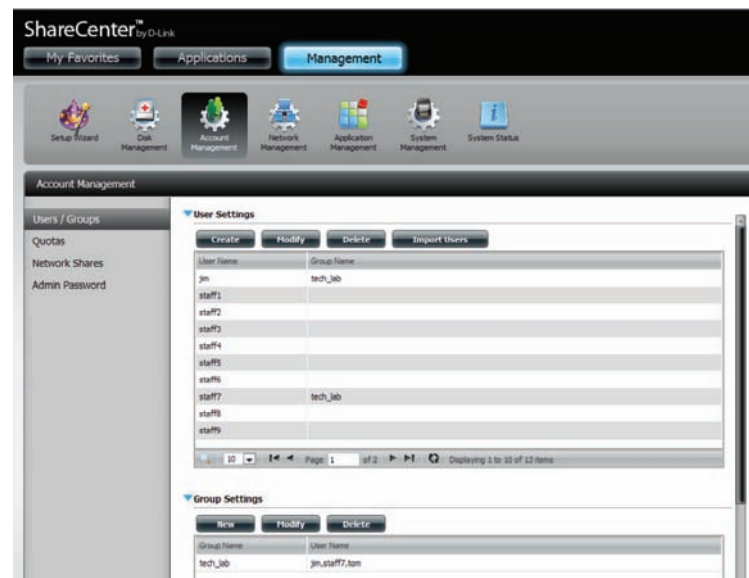 ShareCenter™ by D-Link
My Favorites Applications Management
Setup Wizard
Disk Management
Account Management
Network Management
Application Management
System Management
System Status
Account Management
Users / Groups
Quotas
Network Shares
Admin Password
User Settings
Create Modify Delete Import Users
User Name Group Name
jim tech_lab
staff1
staff2
staff3
staff4
staff5
staff6
staff7 tech_lab
staff8
staff9
10 Page 1 of 2 Displaying 1 to 10 of 13 items
Group Settings
New Modify Delete
Group Name User Name
tech_lab jim,staff7,tom